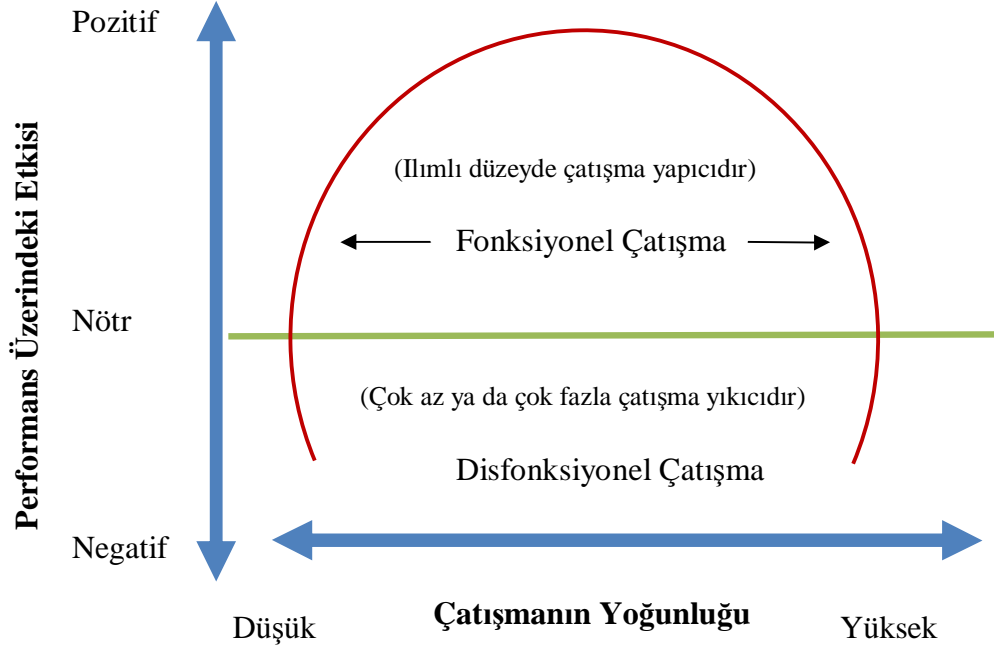 Pozitif
Performans Üzerindeki Etkisi
(Ilımlı düzeyde çatışma yapıcıdır)
Fonksiyonel Çatışma
Nötr
(Çok az ya da çok fazla çatışma yıkıcıdır)
Disfonksiyonel Çatışma
Negatif
Düşük
Çatışmanın Yoğunluğu
Yüksek